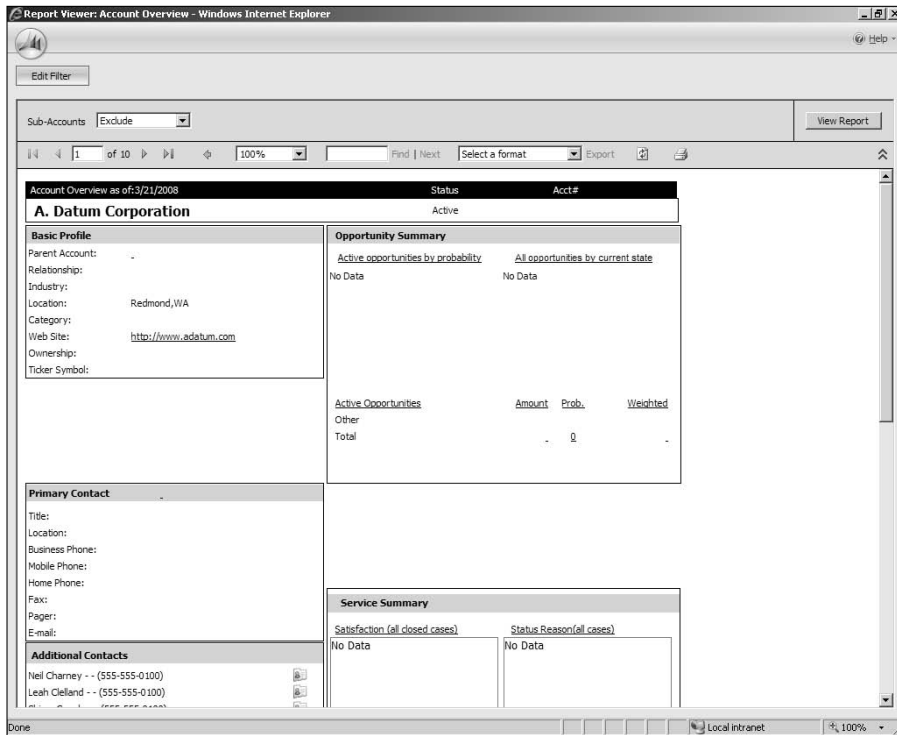 Report Viewer: Account Overview - Windows Internet Explorer
Help
Edit Filter
Sub-Accounts Exclude View Report
1 of 10 100% Find | Next Select a format Export
Account Overview as of:3/21/2008 Status Acct#
A. Datum Corporation Active
Basic Profile
Parent Account: -
Relationship:
Industry:
Location: Redmond,WA
Category:
Web Site: http://www.adatum.com
Ownership:
Ticker Symbol:
Opportunity Summary
Active opportunities by probability All opportunities by current state
No Data No Data
Active Opportunities Amount Prob. Weighted
Other
Total - 0 -
Primary Contact -
Title:
Location:
Business Phone:
Mobile Phone:
Home Phone:
Fax:
Pager:
E-mail:
Service Summary
Satisfaction (all closed cases) Status Reason(all cases)
No Data No Data
Additional Contacts
Neil Charney - - (555-555-0100)
Leah Clelland - - (555-555-0100)
Done Local intranet 100%